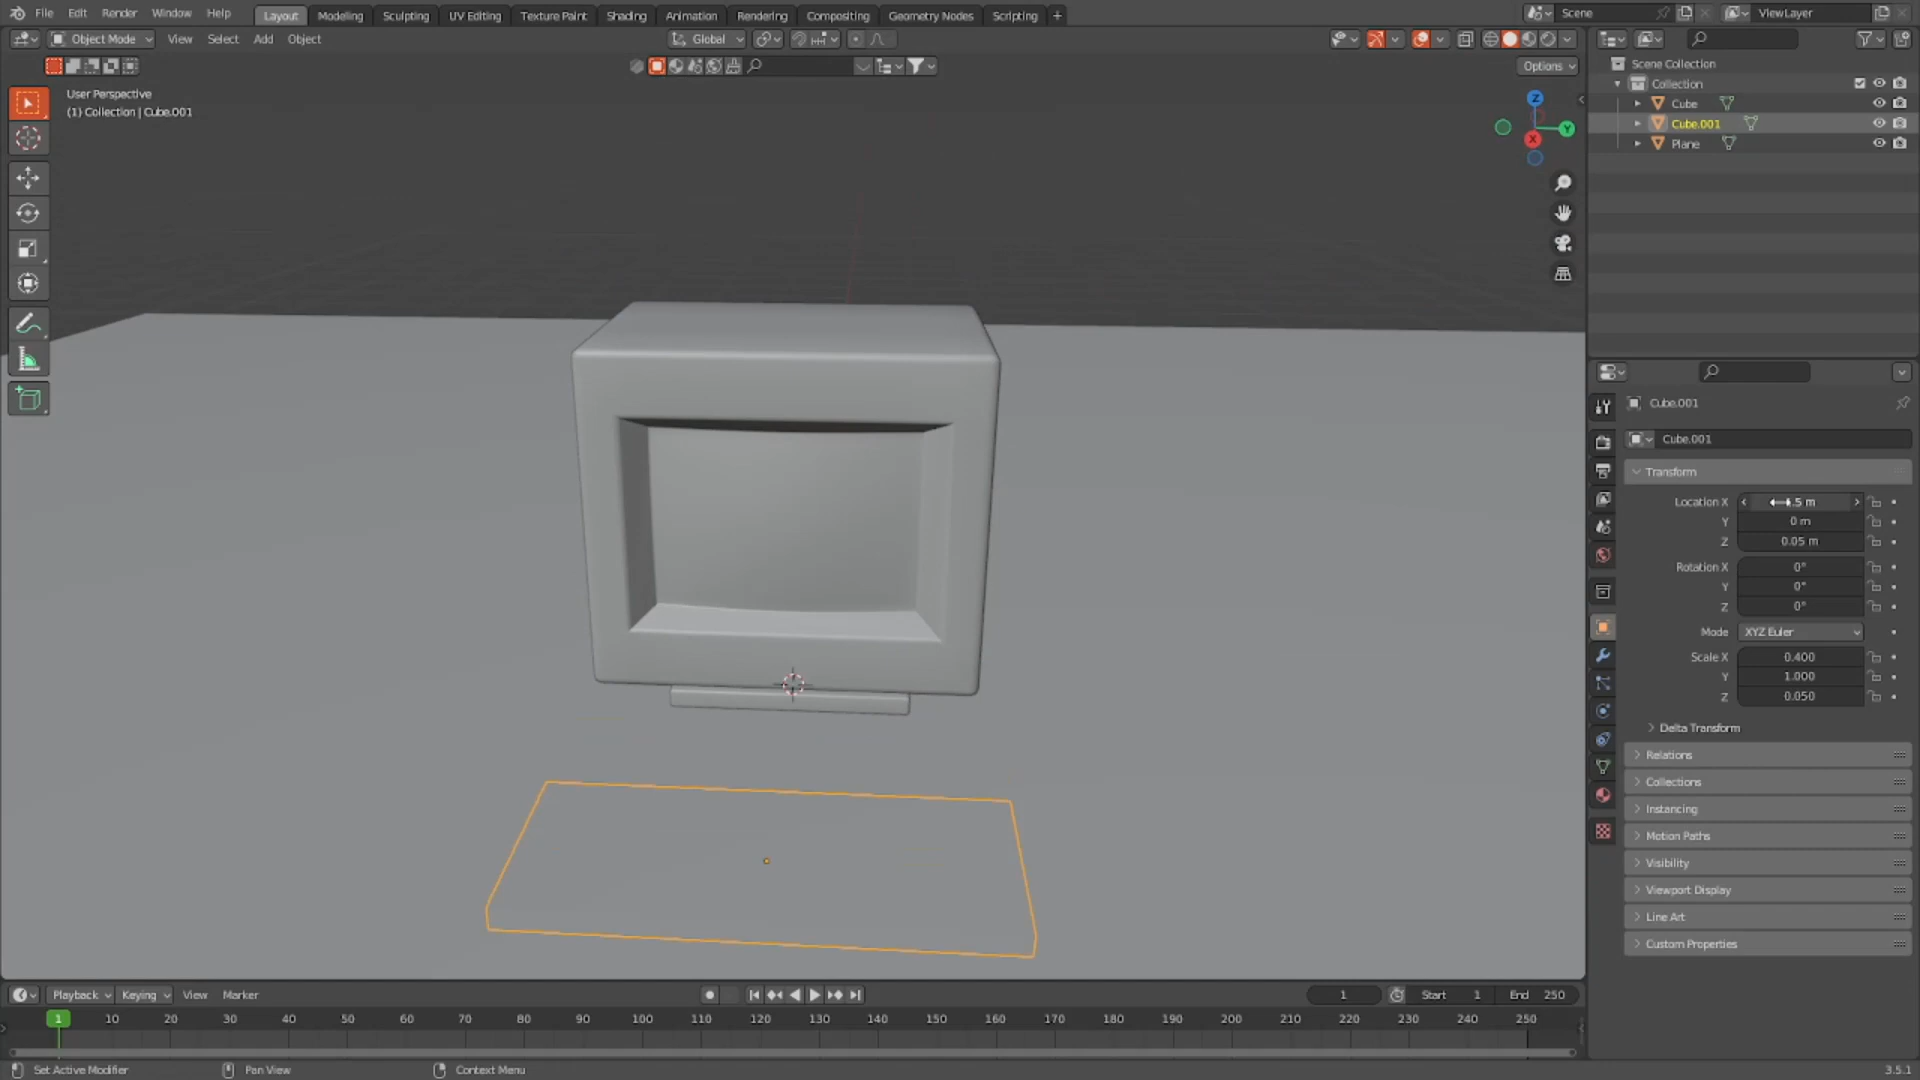 File Edit Render Window Help Layout Modeling Sculpting UV Editing Texture Paint Shading Animation Rendering Compositing Geometry Nodes Scripting + Scene ViewLayer
Object Mode View Select Add Object Global
Options
User Perspective
(1) Collection | Cube.001
Z
Y
X
Scene Collection
Collection
Cube
Cube.001
Plane
Cube.001
Cube.001
Transform
Location X .5 m
Y 0 m
Z 0.05 m
Rotation X 0°
Y 0°
Z 0°
Mode XYZ Euler
Scale X 0.400
Y 1.000
Z 0.050
Delta Transform
Relations
Collections
Instancing
Motion Paths
Visibility
Viewport Display
Line Art
Custom Properties
Playback Keying View Marker 1 Start 1 End 250
1 10 20 30 40 50 60 70 80 90 100 110 120 130 140 150 160 170 180 190 200 210 220 230 240 250
Set Active Modifier Pan View Context Menu 3.5.1